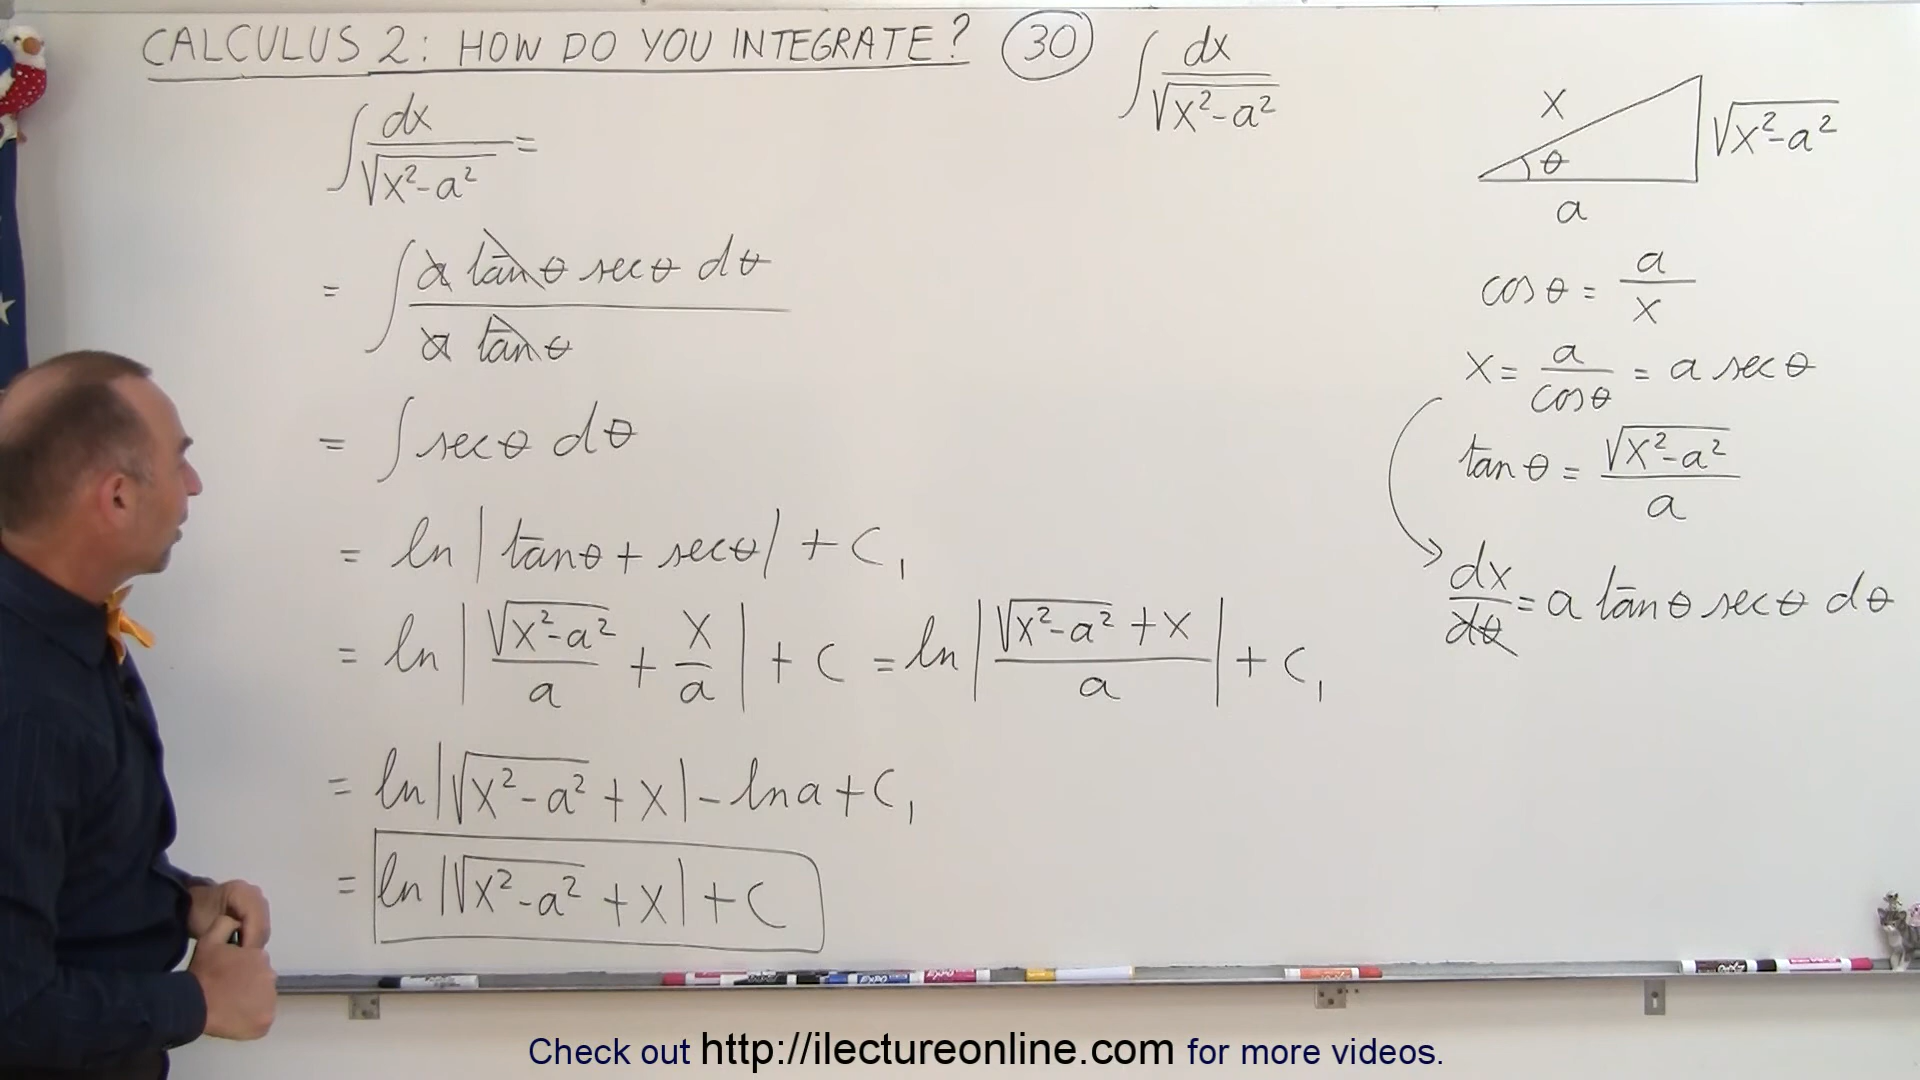 CALCULUS 2: HOW DO YOU INTEGRATE? 30 ∫ dx/√(x²-a²)
∫ dx/√(x²-a²) =
= ∫ a tanθ secθ dθ / a tanθ
= ∫ secθ dθ
= ln|tanθ + secθ| + C₁
= ln|√(x²-a²)/a + x/a| + C = ln|(√(x²-a²) + x)/a| + C₁
= ln|√(x²-a²) + x| - ln a + C₁
= ln|√(x²-a²) + x| + C
x
√(x²-a²)
θ
a
cosθ = a/x
x = a/cosθ = a secθ
tanθ = √(x²-a²)/a
dx/dθ = a tanθ secθ dθ
Check out http://ilectureonline.com for more videos.